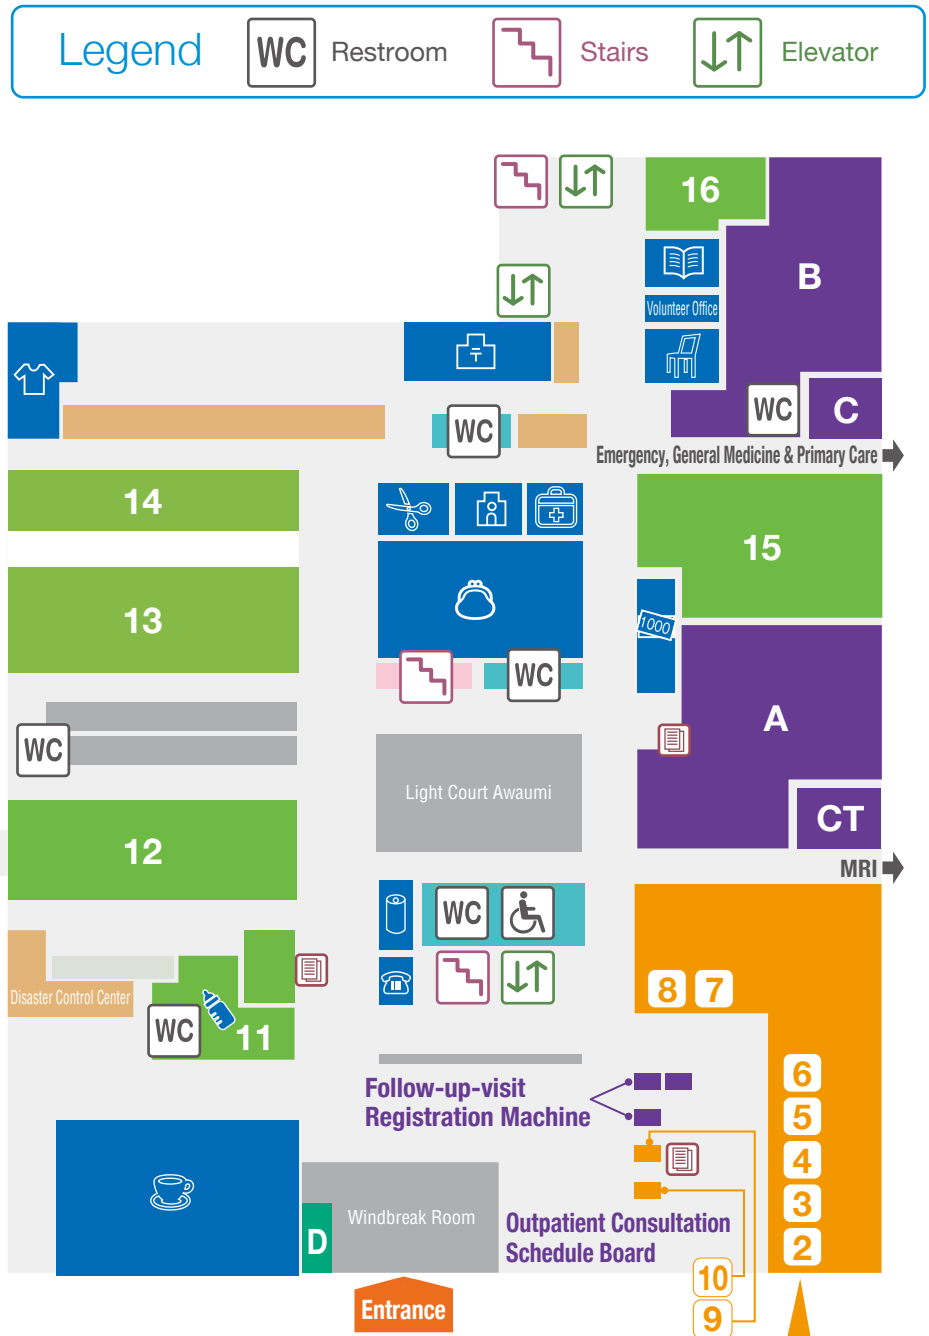 Legend
WC
Restroom
Stairs
Elevator
16
B
Volunteer Office
WC
C
WC
Emergency, General Medicine & Primary Care
14
15
13
1000
WC
A
WC
Light Court Awaumi
CT
12
MRI
WC
8
7
Disaster Control Center
WC
11
6
Follow-up-visit
Registration Machine
5
4
3
Windbreak Room
D
Outpatient Consultation
Schedule Board
2
10
Entrance
9